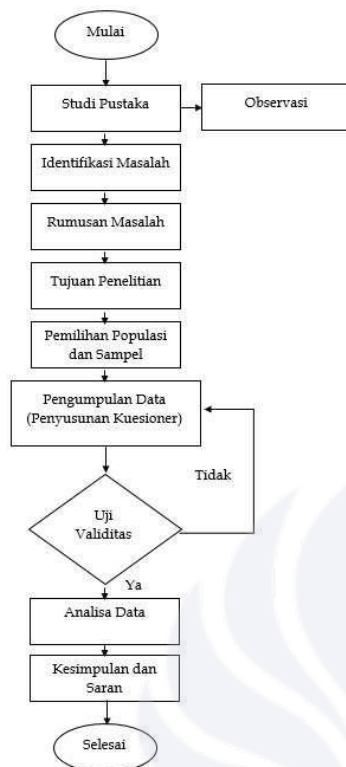 Mulai
Studi Pustaka
Observasi
Identifikasi Masalah
Rumusan Masalah
Tujuan Penelitian
Pemilihan Populasi
dan Sampel
Pengumpulan Data
(Penyusunan Kuesioner)
Tidak
Uji
Validitas
Ya
Analisa Data
Kesimpulan dan
Saran
Selesai